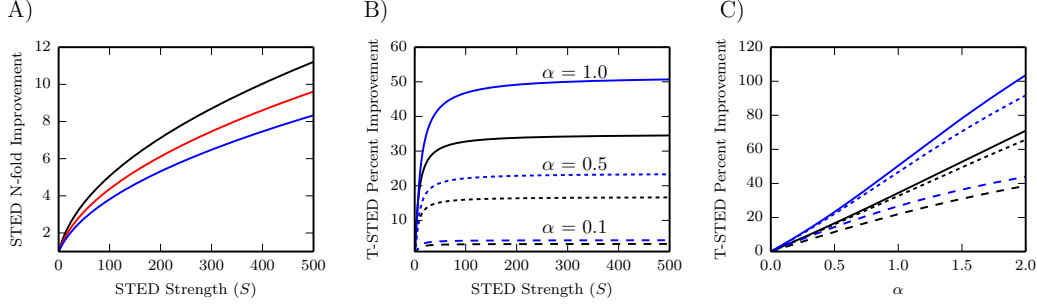 A)
STED N-fold Improvement
12
10
8
6
4
2
0 100 200 300 400 500
STED Strength (S)
B)
T-STED Percent Improvement
60
50
40
30
20
10
0 100 200 300 400 500
STED Strength (S)
α = 1.0
α = 0.5
α = 0.1
C)
T-STED Percent Improvement
120
100
80
60
40
20
0
0.0 0.5 1.0 1.5 2.0
α